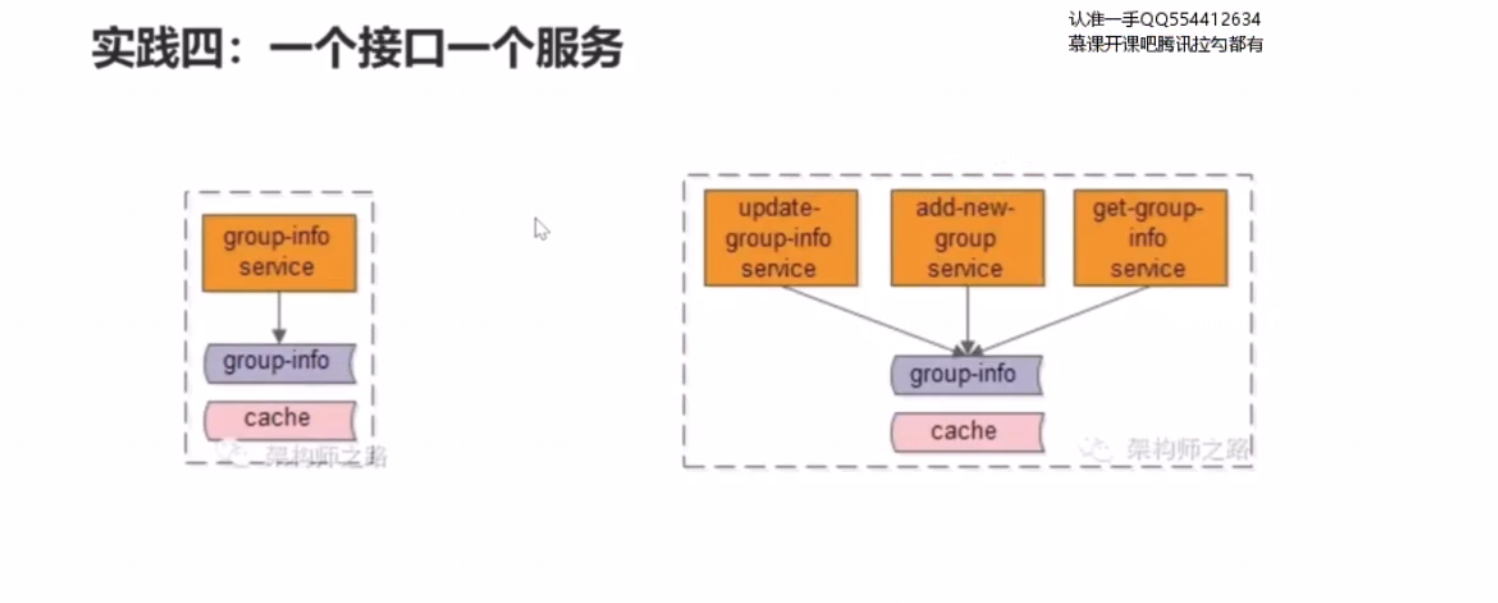 实践四：一个接口一个服务
认准一手QQ554412634
慕课开课吧腾讯拉勾都有
group-info
service
group-info
cache
架构师之路
update-
group-info
service
add-new-
group
service
get-group-
info
service
group-info
cache
架构师之路